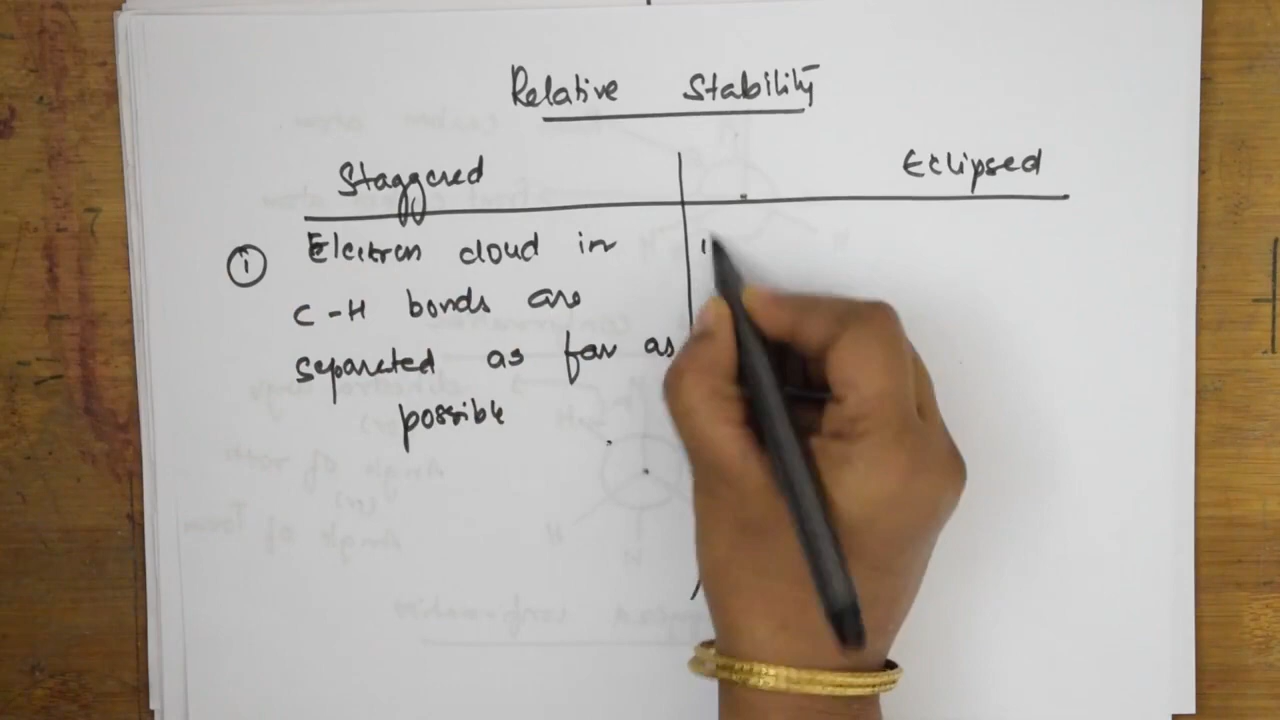 Relative Stability
Staggered
Eclipsed
① Electron cloud in
C-H bonds are
separated as far as
possible